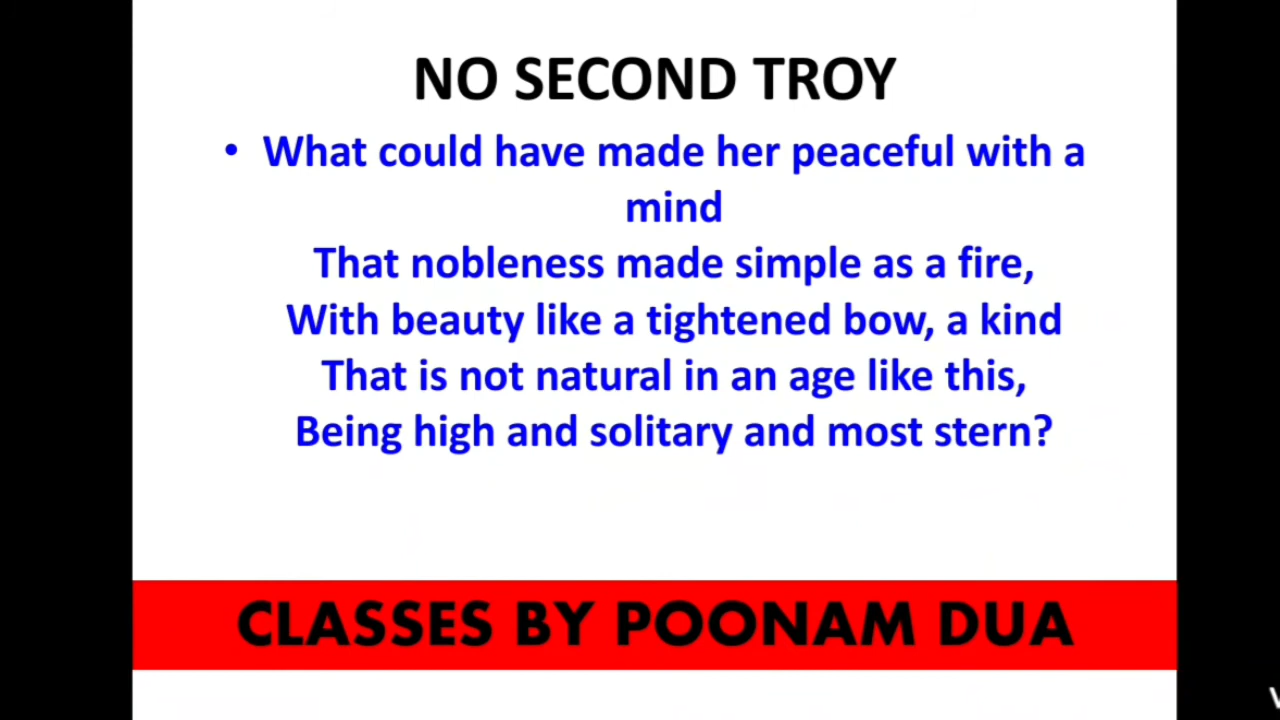 NO SECOND TROY
• What could have made her peaceful with a
mind
That nobleness made simple as a fire,
With beauty like a tightened bow, a kind
That is not natural in an age like this,
Being high and solitary and most stern?
CLASSES BY POONAM DUA